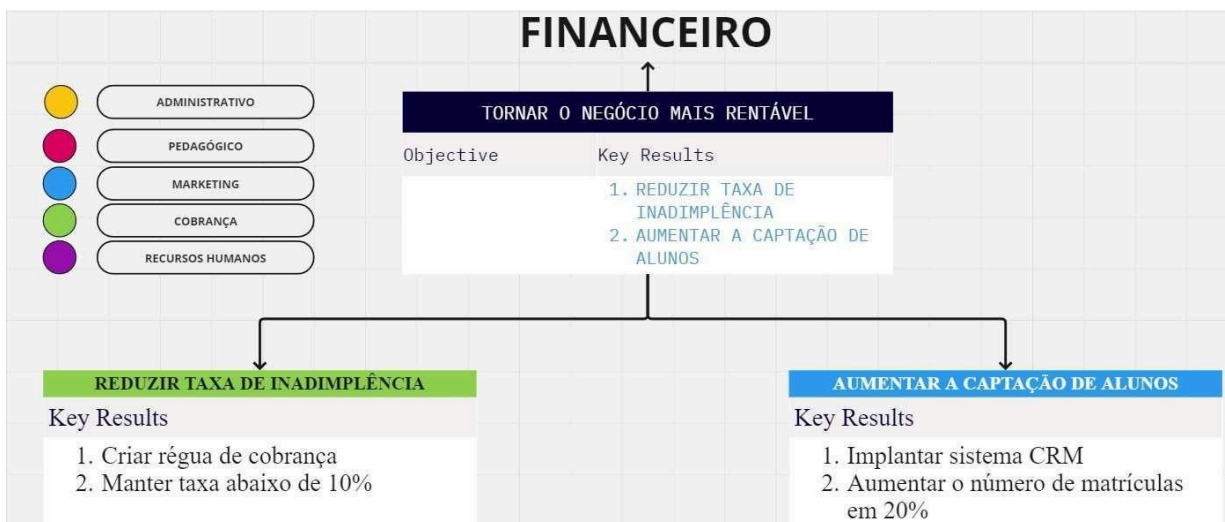 FINANCEIRO
ADMINISTRATIVO
PEDAGÓGICO
MARKETING
COBRANÇA
RECURSOS HUMANOS
TORNAR O NEGÓCIO MAIS RENTÁVEL
Objective Key Results
1. REDUZIR TAXA DE
INADIMPLÊNCIA
2. AUMENTAR A CAPTAÇÃO DE
ALUNOS
REDUZIR TAXA DE INADIMPLÊNCIA
Key Results
1. Criar régua de cobrança
2. Manter taxa abaixo de 10%
AUMENTAR A CAPTAÇÃO DE ALUNOS
Key Results
1. Implantar sistema CRM
2. Aumentar o número de matrículas
em 20%